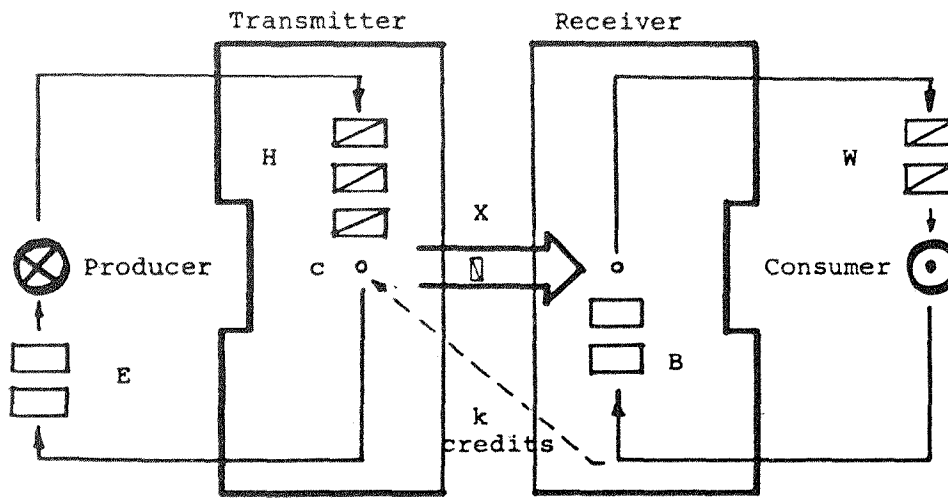 Transmitter
Receiver
H
W
X
Producer
c
Consumer
E
B
k
credits